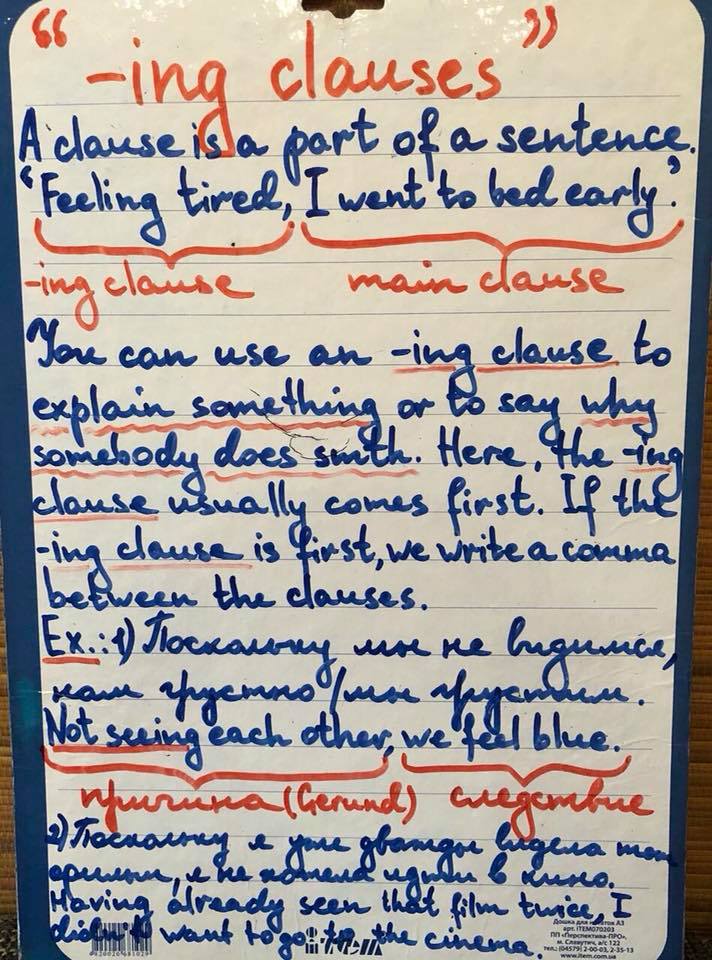 “ -ing clauses ”
A clause is a part of a sentence.
“Feeling tired, I went to bed early.”
-ing clause main clause
You can use an -ing clause to
explain something or to say why
somebody does smth. Here, the -ing
clause usually comes first. If the
-ing clause is first, we write a comma
between the clauses.
Ex.: 1) Поскольку мы не видимся,
нам грустно / мы грустим.
Not seeing each other, we feel blue.
причина (Gerund) следствие
2) Поскольку я уже дважды видела тот
фильм, я не хотела идти в кино.
Having already seen that film twice, I
didn't want to go to the cinema.
Дошка для нотаток А3
арт. ITEM070203
ПП «Перспектива-ПРО»,
м. Славутич, а/с 122
тел.: (04579) 2-00-03, 2-35-13
www.item.com.ua